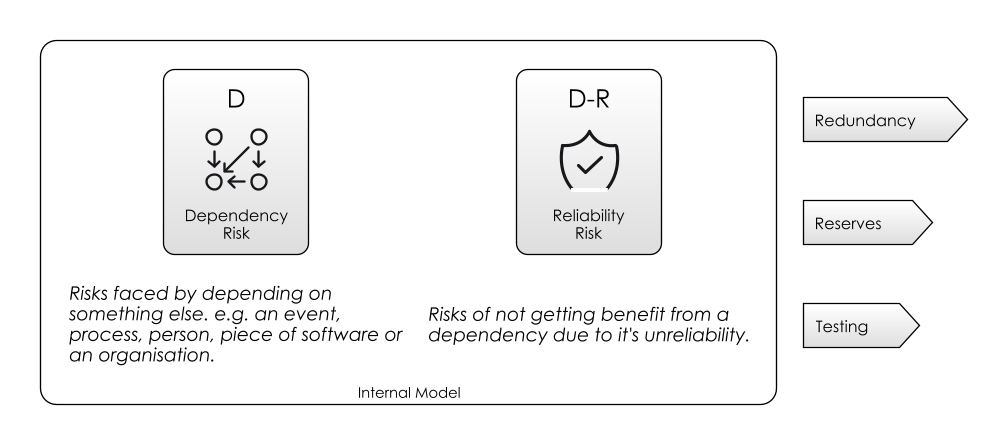 D
Dependency
Risk
Risks faced by depending on
something else. e.g. an event,
process, person, piece of software or
an organisation.
D-R
Reliability
Risk
Risks of not getting benefit from a
dependency due to it's unreliability.
Internal Model
Redundancy
Reserves
Testing